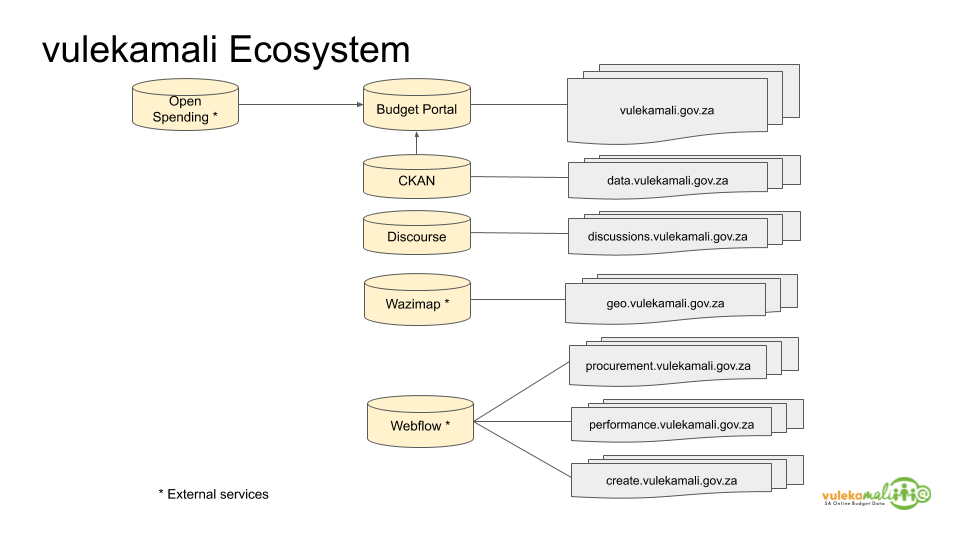 vulekamali Ecosystem
Open
Spending *
Budget Portal
vulekamali.gov.za
CKAN
data.vulekamali.gov.za
Discourse
discussions.vulekamali.gov.za
Wazimap *
geo.vulekamali.gov.za
procurement.vulekamali.gov.za
Webflow *
performance.vulekamali.gov.za
create.vulekamali.gov.za
* External services
vulekamali
SA Online Budget Data